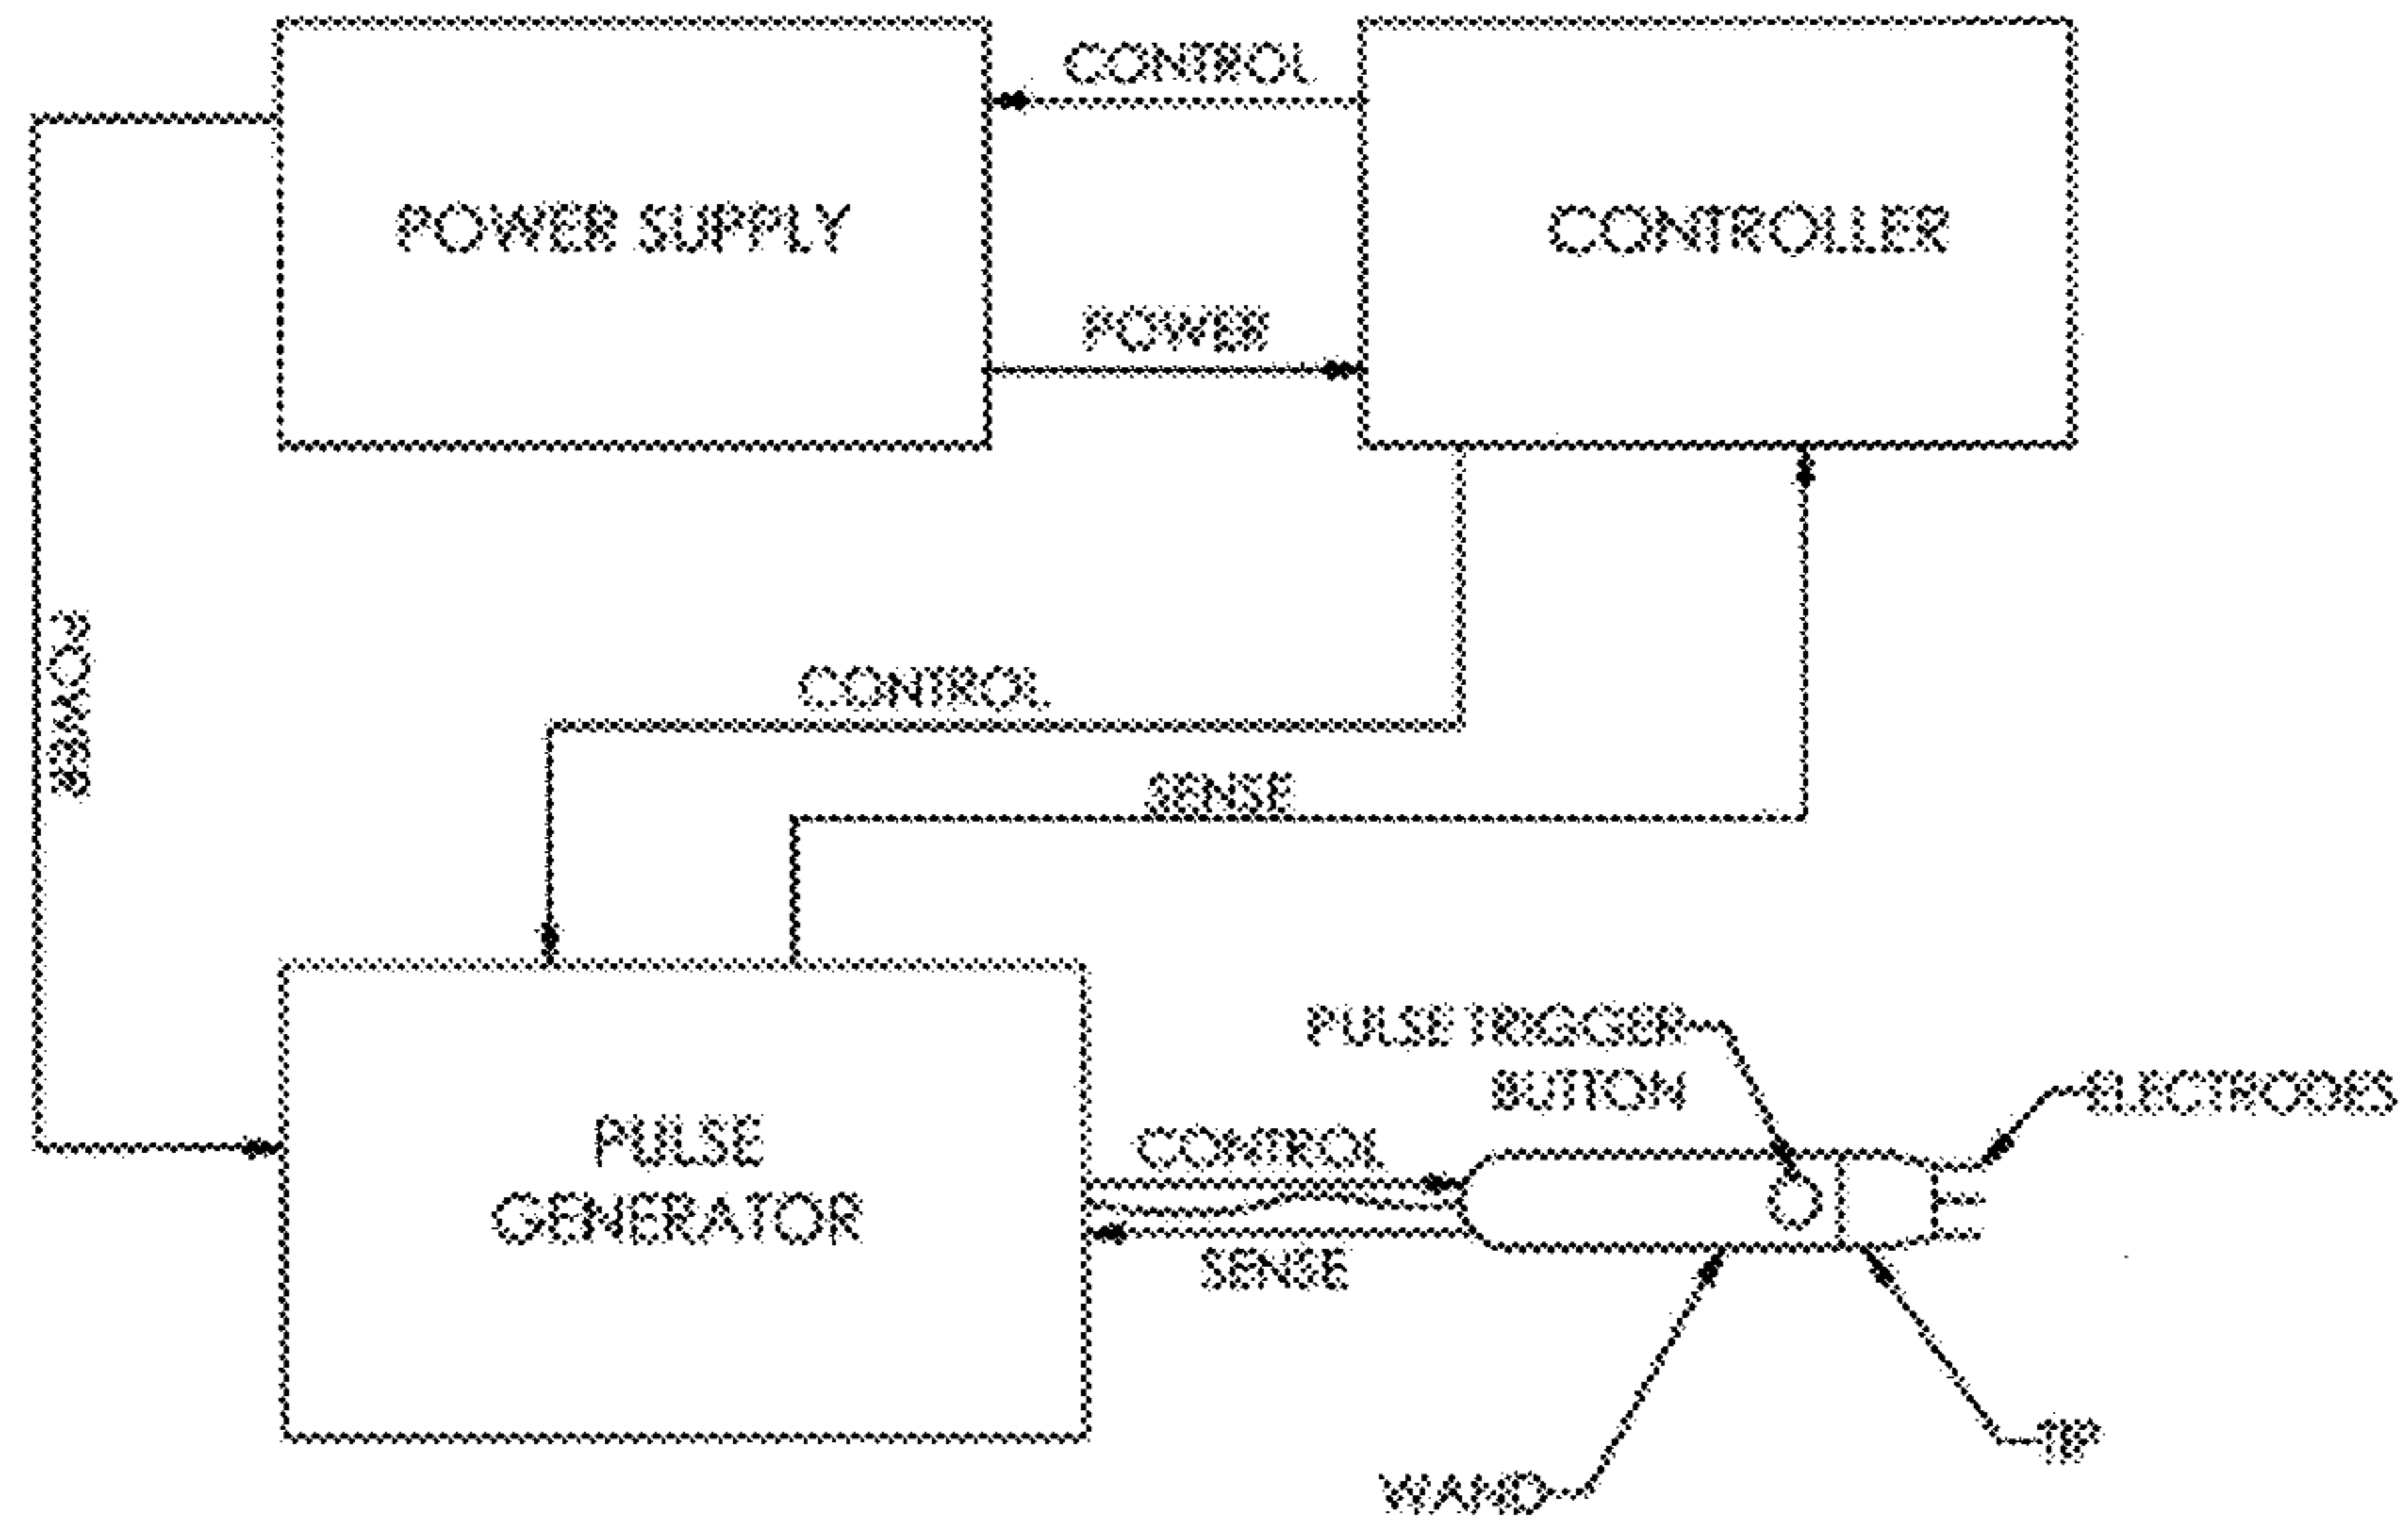 CONTROL
POWER SUPPLY
CONTROLLER
POWER
POWER
CONTROL
SENSE
PULSE TRIGGER
BUTTON
ELECTRODES
PULSE
GENERATOR
CONTROL
SENSE
TIP
WAND